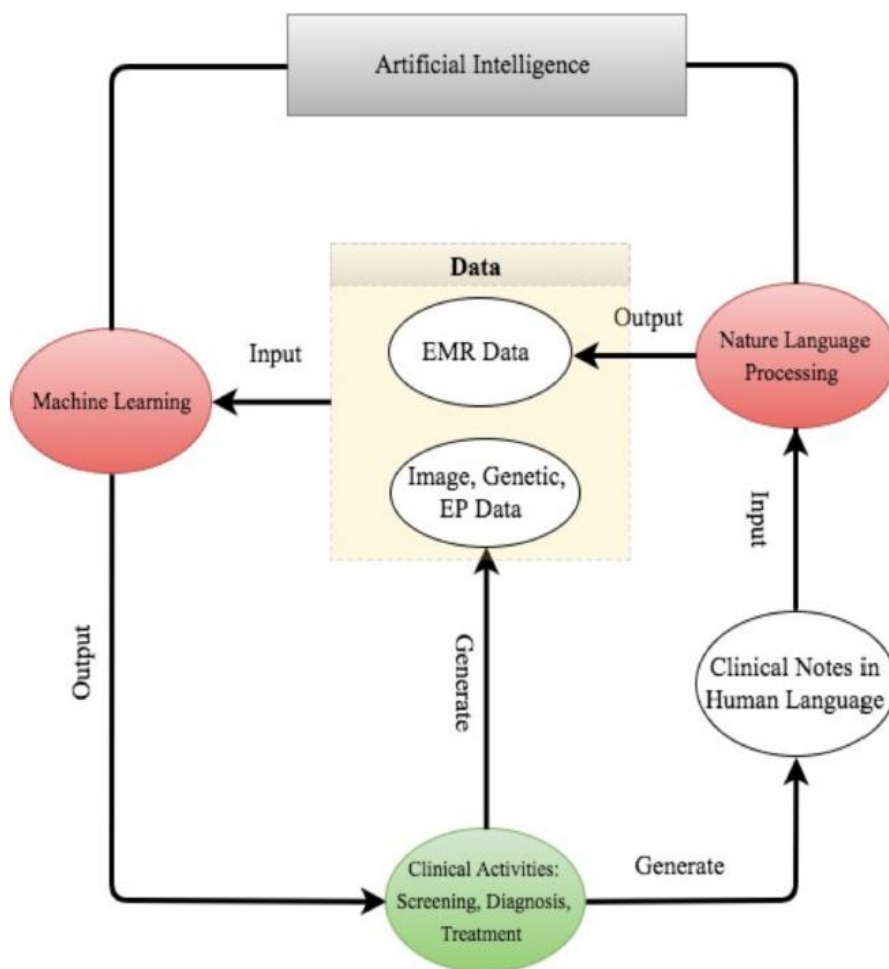 Artificial Intelligence
Data
EMR Data
Output
Nature Language
Processing
Input
Machine Learning
Image, Genetic,
EP Data
Input
Generate
Output
Clinical Notes in
Human Language
Clinical Activities:
Screening, Diagnosis,
Treatment
Generate